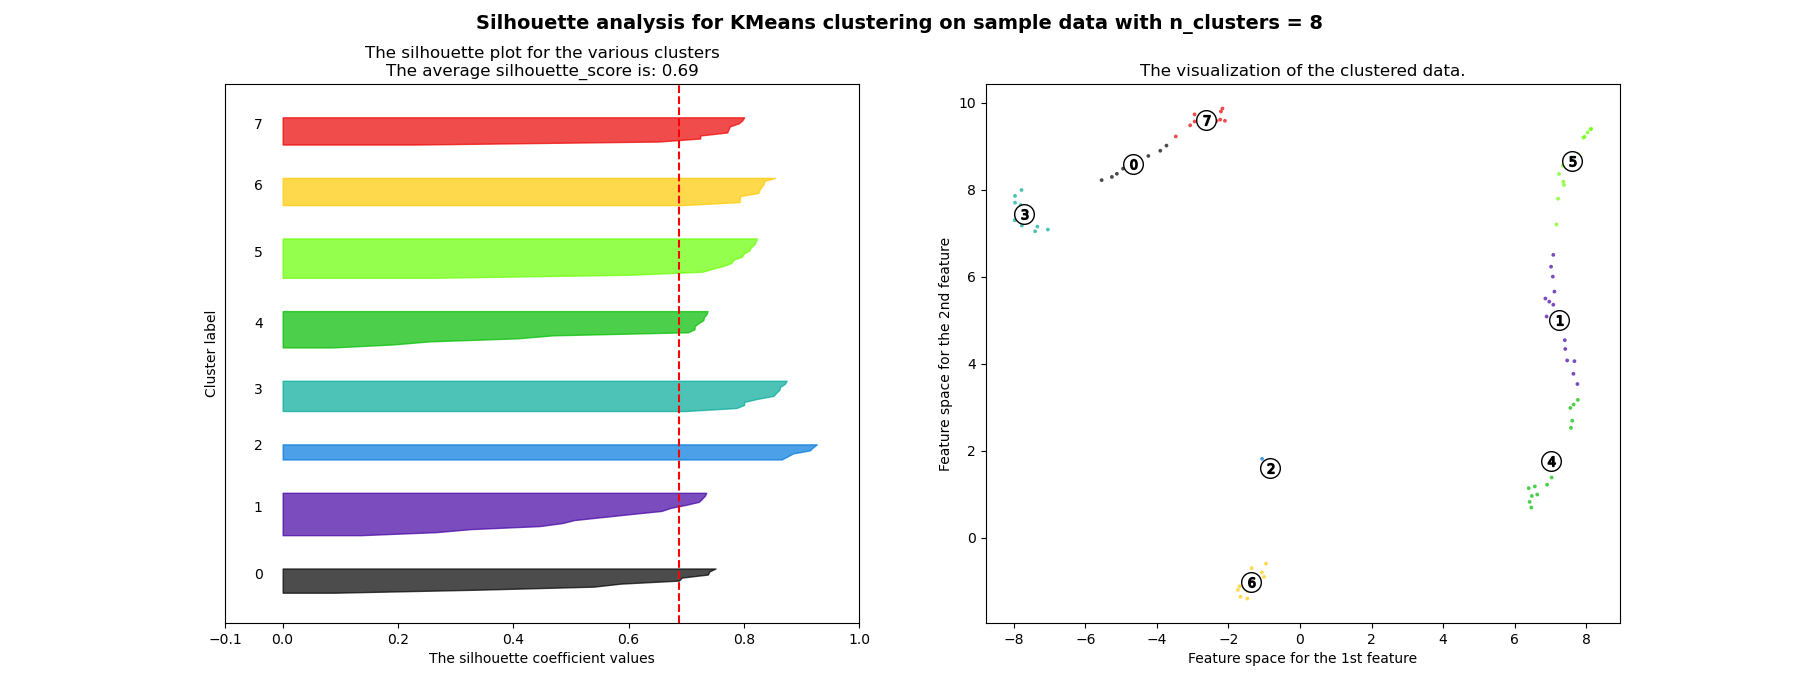 Silhouette analysis for KMeans clustering on sample data with n_clusters = 8
The silhouette plot for the various clusters
The average silhouette_score is: 0.69
7
6
5
4
3
2
1
0
Cluster label
−0.1 0.0 0.2 0.4 0.6 0.8 1.0
The silhouette coefficient values
The visualization of the clustered data.
10
8
6
4
2
0
Feature space for the 2nd feature
7
0
5
3
1
4
2
6
−8 −6 −4 −2 0 2 4 6 8
Feature space for the 1st feature